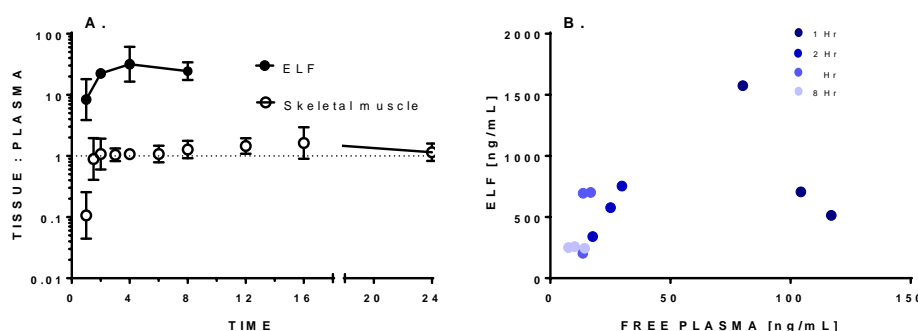 A.
B.
100
10
1
0.1
0.01
TISSUE : PLASMA
ELF
Skeletal muscle
0 4 8 12 16 20 24
TIME
2000
1500
1000
500
0
ELF [ng/mL]
1 Hr
2 Hr
Hr
8 Hr
0 50 100 150
FREE PLASMA [ng/mL]